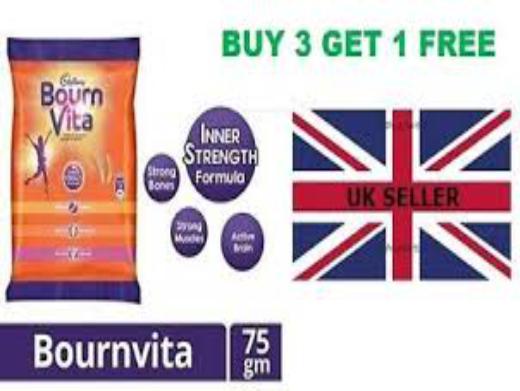 BUY 3 GET 1 FREE
Cadbury
Bourn
Vita
INNER
STRENGTH
Formula
Strong
Bones
Strong
Muscles
Active
Brain
UK SELLER
Bournvita
75
gm